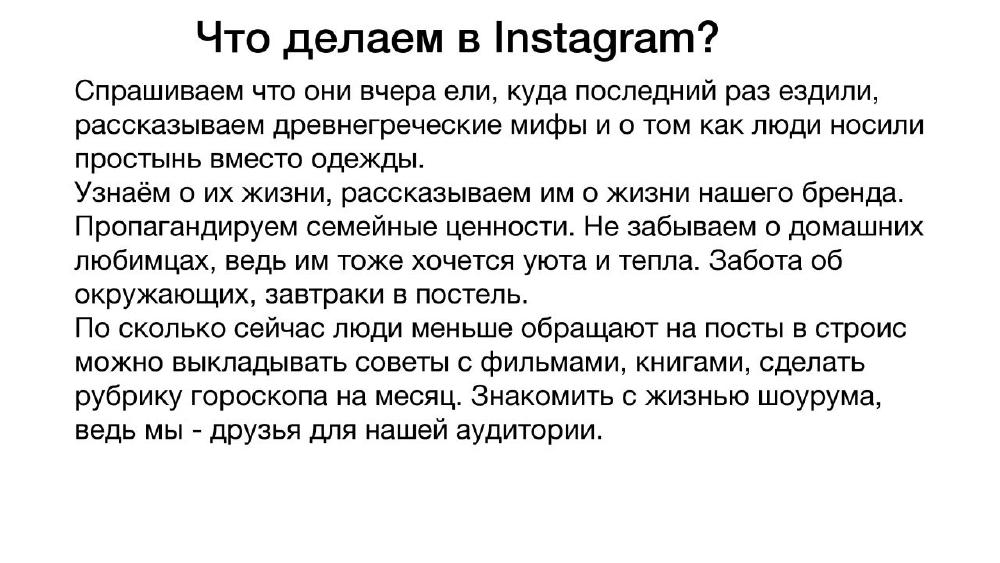 Что делаем в Instagram?
Спрашиваем что они вчера ели, куда последний раз ездили,
рассказываем древнегреческие мифы и о том как люди носили
простынь вместо одежды.
Узнаём о их жизни, рассказываем им о жизни нашего бренда.
Пропагандируем семейные ценности. Не забываем о домашних
любимцах, ведь им тоже хочется уюта и тепла. Забота об
окружающих, завтраки в постель.
По сколько сейчас люди меньше обращают на посты в строис
можно выкладывать советы с фильмами, книгами, сделать
рубрику гороскопа на месяц. Знакомить с жизнью шоурума,
ведь мы - друзья для нашей аудитории.